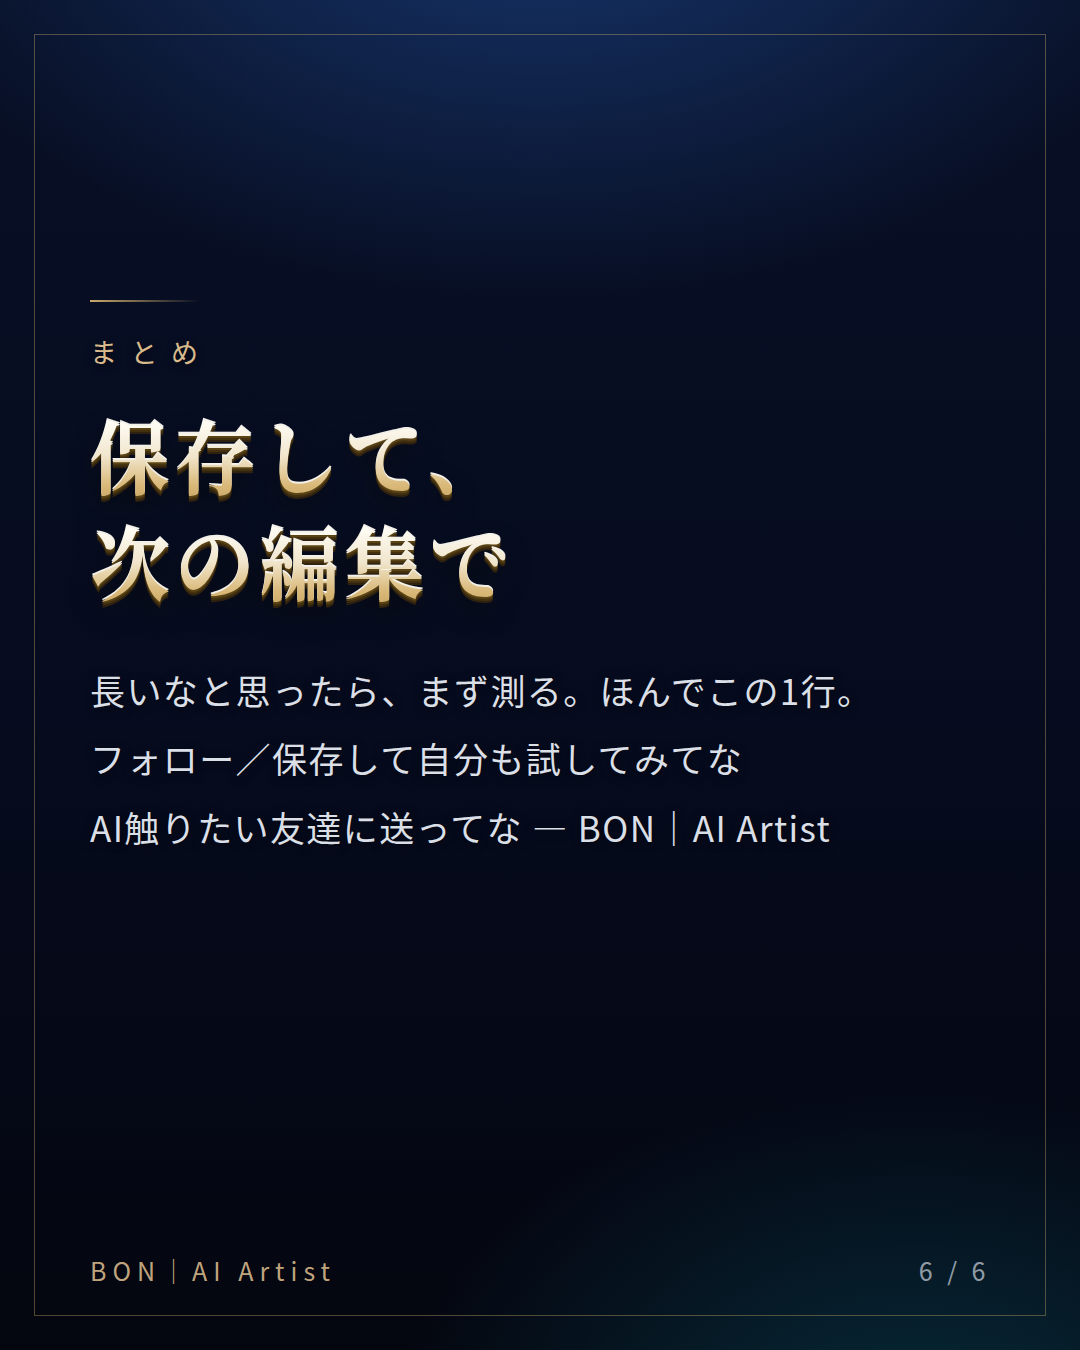 まとめ
保存して、
次の編集で
長いなと思ったら、まず測る。ほんでこの1行。
フォロー／保存して自分も試してみてな
AI触りたい友達に送ってな — BON｜AI Artist
BON｜AI Artist
6 / 6